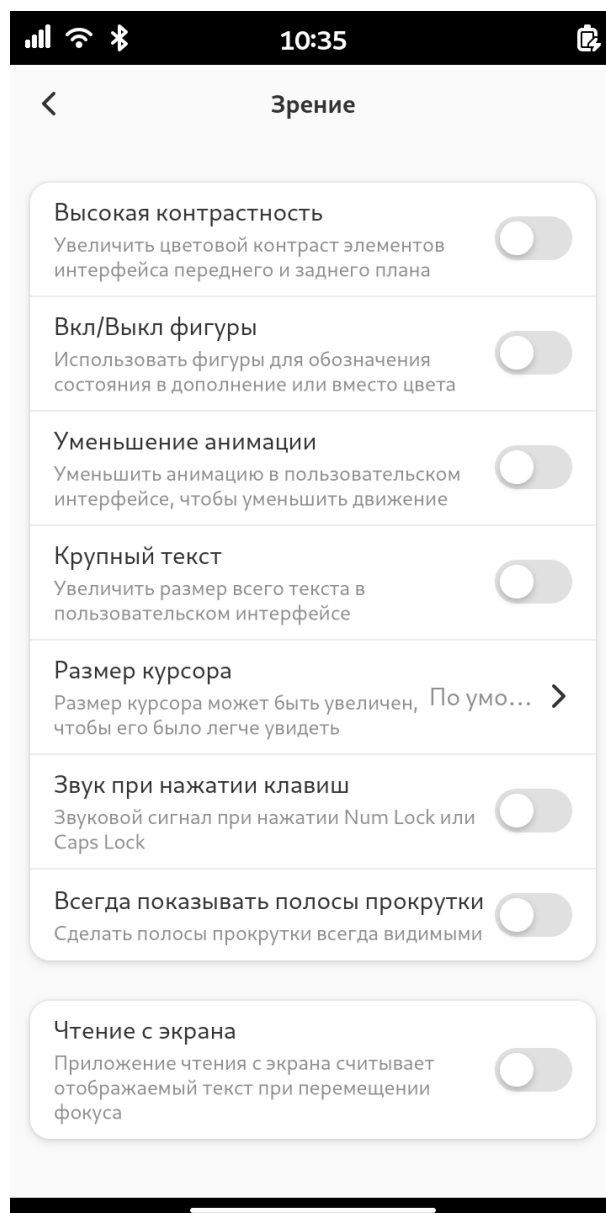 10:35
Зрение
Высокая контрастность
Увеличить цветовой контраст элементов
интерфейса переднего и заднего плана
Вкл/Выкл фигуры
Использовать фигуры для обозначения
состояния в дополнение или вместо цвета
Уменьшение анимации
Уменьшить анимацию в пользовательском
интерфейсе, чтобы уменьшить движение
Крупный текст
Увеличить размер всего текста в
пользовательском интерфейсе
Размер курсора
Размер курсора может быть увеличен,
чтобы его было легче увидеть
По умо...
Звук при нажатии клавиш
Звуковой сигнал при нажатии Num Lock или
Caps Lock
Всегда показывать полосы прокрутки
Сделать полосы прокрутки всегда видимыми
Чтение с экрана
Приложение чтения с экрана считывает
отображаемый текст при перемещении
фокуса